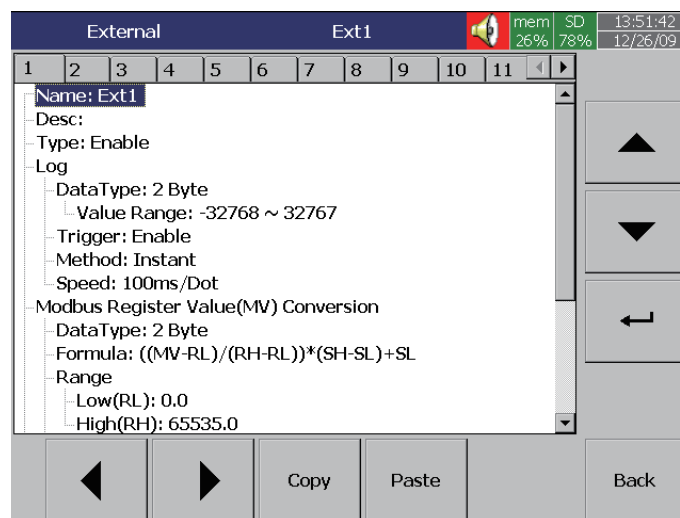 External Ext1 mem SD 13:51:42
26% 78% 12/26/09
1 2 3 4 5 6 7 8 9 10 11
Name: Ext1
Desc:
Type: Enable
Log
DataType: 2 Byte
Value Range: -32768 ~ 32767
Trigger: Enable
Method: Instant
Speed: 100ms/Dot
Modbus Register Value(MV) Conversion
DataType: 2 Byte
Formula: ((MV-RL)/(RH-RL))*(SH-SL)+SL
Range
Low(RL): 0.0
High(RH): 65535.0
Copy Paste Back